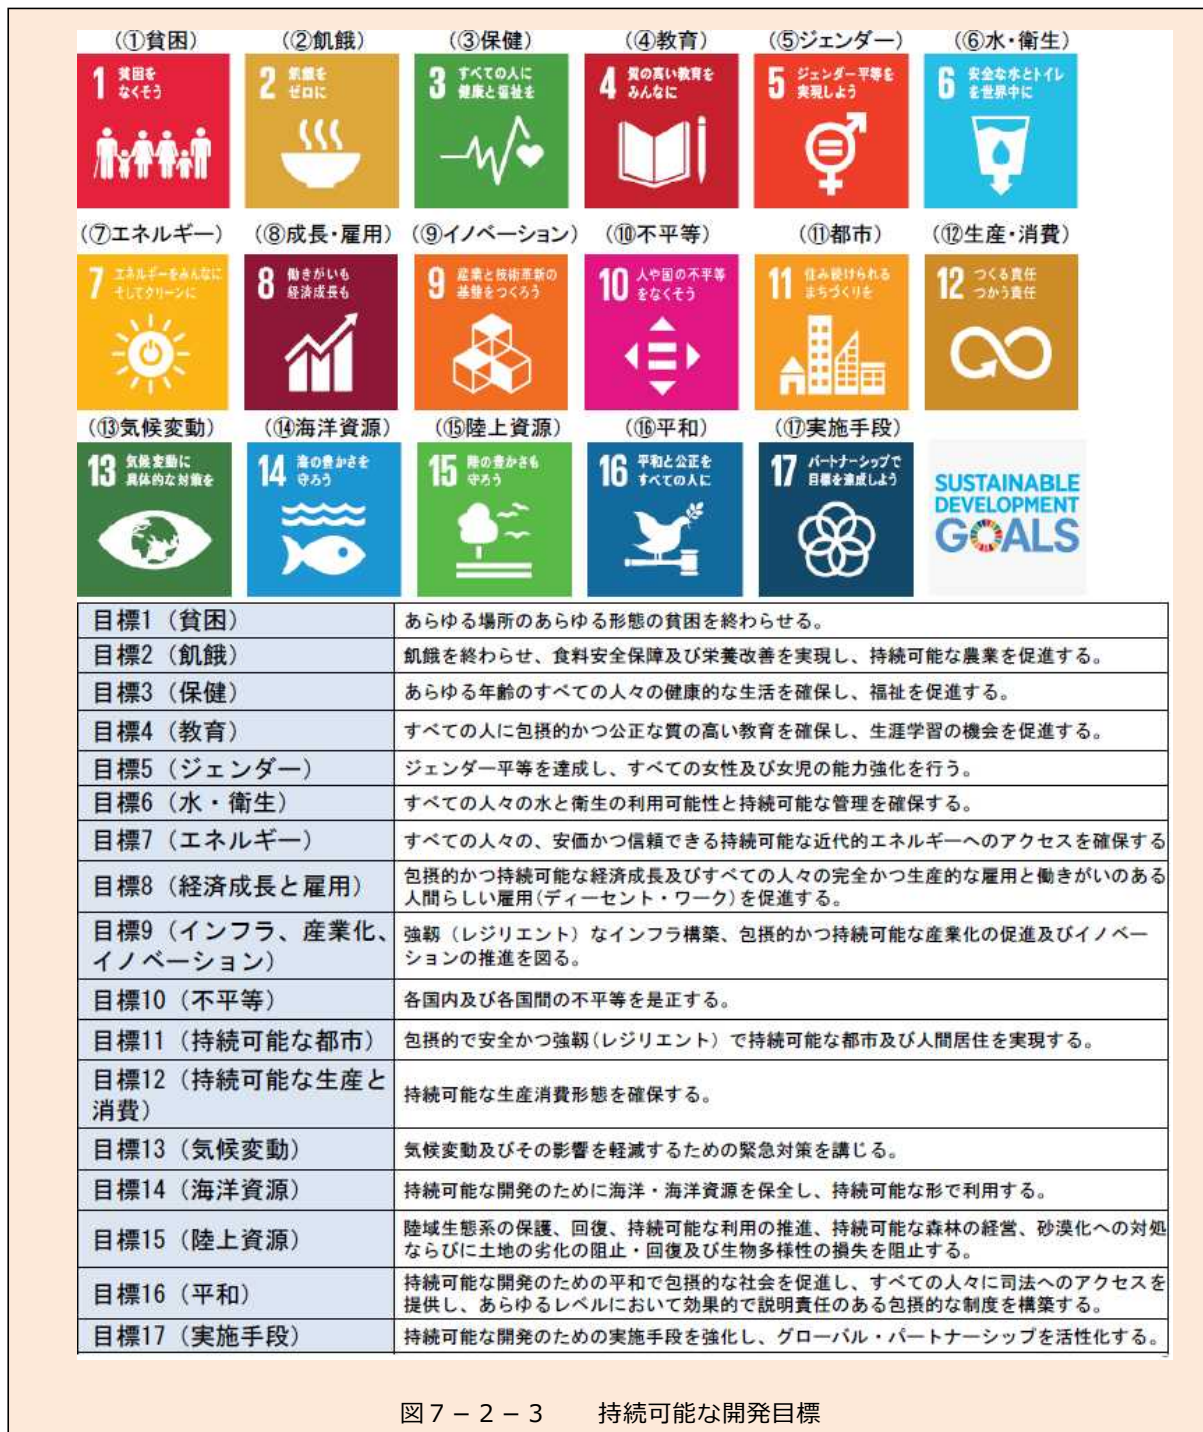 (①貧困) (②飢餓) (③保健) (④教育) (⑤ジェンダー) (⑥水・衛生)
1 貧困をなくそう
2 飢餓をゼロに
3 すべての人に健康と福祉を
4 質の高い教育をみんなに
5 ジェンダー平等を実現しよう
6 安全な水とトイレを世界中に
(⑦エネルギー) (⑧成長・雇用) (⑨イノベーション) (⑩不平等) (⑪都市) (⑫生産・消費)
7 エネルギーをみんなにそしてクリーンに
8 働きがいも経済成長も
9 産業と技術革新の基盤をつくろう
10 人や国の不平等をなくそう
11 住み続けられるまちづくりを
12 つくる責任つかう責任
(⑬気候変動) (⑭海洋資源) (⑮陸上資源) (⑯平和) (⑰実施手段)
13 気候変動に具体的な対策を
14 海の豊かさを守ろう
15 陸の豊かさも守ろう
16 平和と公正をすべての人に
17 パートナーシップで目標を達成しよう
SUSTAINABLE
DEVELOPMENT
GOALS
目標1（貧困） あらゆる場所のあらゆる形態の貧困を終わらせる。
目標2（飢餓） 飢餓を終わらせ、食料安全保障及び栄養改善を実現し、持続可能な農業を促進する。
目標3（保健） あらゆる年齢のすべての人々の健康的な生活を確保し、福祉を促進する。
目標4（教育） すべての人に包摂的かつ公正な質の高い教育を確保し、生涯学習の機会を促進する。
目標5（ジェンダー） ジェンダー平等を達成し、すべての女性及び女児の能力強化を行う。
目標6（水・衛生） すべての人々の水と衛生の利用可能性と持続可能な管理を確保する。
目標7（エネルギー） すべての人々の、安価かつ信頼できる持続可能な近代的エネルギーへのアクセスを確保する
目標8（経済成長と雇用） 包摂的かつ持続可能な経済成長及びすべての人々の完全かつ生産的な雇用と働きがいのある
人間らしい雇用(ディーセント・ワーク)を促進する。
目標9（インフラ、産業化、
イノベーション）
強靱（レジリエント）なインフラ構築、包摂的かつ持続可能な産業化の促進及びイノベー
ションの推進を図る。
目標10（不平等） 各国内及び各国間の不平等を是正する。
目標11（持続可能な都市） 包摂的で安全かつ強靱(レジリエント）で持続可能な都市及び人間居住を実現する。
目標12（持続可能な生産と
消費）
持続可能な生産消費形態を確保する。
目標13（気候変動） 気候変動及びその影響を軽減するための緊急対策を講じる。
目標14（海洋資源） 持続可能な開発のために海洋・海洋資源を保全し、持続可能な形で利用する。
目標15（陸上資源） 陸域生態系の保護、回復、持続可能な利用の推進、持続可能な森林の経営、砂漠化への対処
ならびに土地の劣化の阻止・回復及び生物多様性の損失を阻止する。
目標16（平和） 持続可能な開発のための平和で包摂的な社会を促進し、すべての人々に司法へのアクセスを
提供し、あらゆるレベルにおいて効果的で説明責任のある包摂的な制度を構築する。
目標17（実施手段） 持続可能な開発のための実施手段を強化し、グローバル・パートナーシップを活性化する。
図７－２－３ 持続可能な開発目標